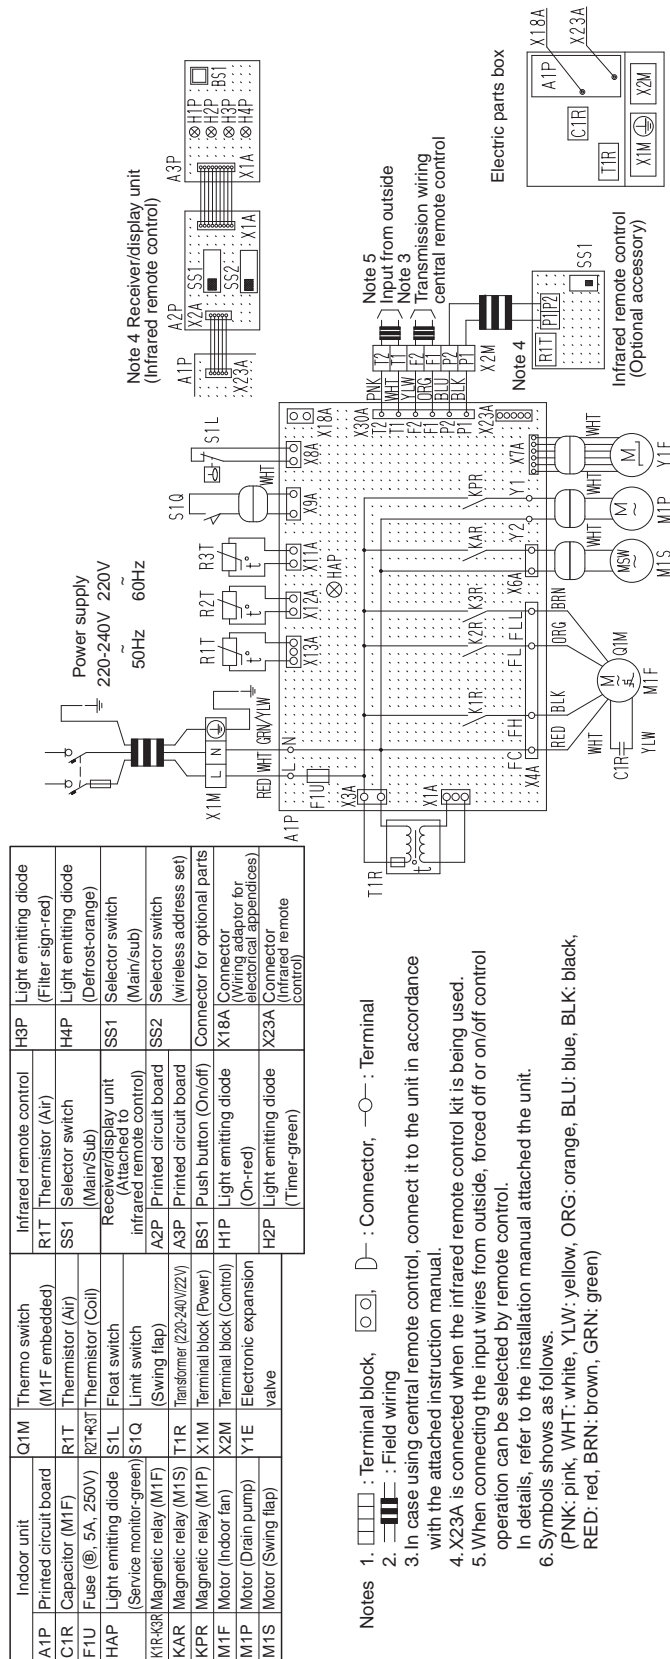 Indoor unit
A1P Printed circuit board
C1R Capacitor (M1F)
F1U Fuse (Ⓑ, 5A, 250V)
HAP Light emitting diode
(Service monitor-green)
K1R-K3R Magnetic relay (M1F)
KAR Magnetic relay (M1S)
KPR Magnetic relay (M1P)
M1F Motor (Indoor fan)
M1P Motor (Drain pump)
M1S Motor (Swing flap)
Q1M Thermo switch
(M1F embedded)
R1T Thermistor (Air)
R2T•R3T Thermistor (Coil)
S1L Float switch
S1Q Limit switch
(Swing flap)
T1R Transformer (220-240V/22V)
X1M Terminal block (Power)
X2M Terminal block (Control)
Y1E Electronic expansion
valve
Infrared remote control
R1T Thermistor (Air)
SS1 Selector switch
(Main/Sub)
Receiver/display unit
(Attached to
infrared remote control)
A2P Printed circuit board
A3P Printed circuit board
BS1 Push button (On/off)
H1P Light emitting diode
(On-red)
H2P Light emitting diode
(Timer-green)
H3P Light emitting diode
(Filter sign-red)
H4P Light emitting diode
(Defrost-orange)
SS1 Selector switch
(Main/sub)
SS2 Selector switch
(wireless address set)
Connector for optional parts
X18A Connector
(Wiring adaptor for
electorical appendices)
X23A Connector
(Infrared remote
control)
Notes 1. : Terminal block, : Connector, : Terminal
2. : Field wiring
3. In case using central remote control, connect it to the unit in accordance
with the attached instruction manual.
4. X23A is connected when the infrared remote control kit is being used.
5. When connecting the input wires from outside, forced off or on/off control
operation can be selected by remote control.
In details, refer to the installation manual attached the unit.
6. Symbols shows as follows.
(PNK: pink, WHT: white, YLW: yellow, ORG: orange, BLU: blue, BLK: black,
RED: red, BRN: brown, GRN: green)
Power supply
220-240V 220V
~ ~
50Hz 60Hz
X1M L N
RED WHT GRN/YLW
A1P L N
F1U
X3A
X1A
T1R
t°
R1T R2T R3T S1Q S1L
t° t° t° WHT
X13A X12A X11A X9A X8A X18A
HAP
K1R K2R K3R KAR KPR
FC FH FL FLL Y2 Y1
X4A X6A X7A X23A
RED BLK ORG BRN WHT WHT WHT
WHT
C1R
YLW
M ~
Q1M
M1F
MSW ~
M1S
M ~
M1P
M
Y1E
X30A
T2 T1 F2 F1 P2 P1
PNK WHT YLW ORG BLU BLK
T2 T1 F2 F1 P2 P1
X2M
Note 5
Input from outside
Note 3
Transmission wiring
central remote control
Note 4
R1T P1 P2
SS1
Infrared remote control
(Optional accessory)
Note 4 Receiver/display unit
(Infrared remote control)
A1P
X23A
A2P
X2A
SS1
SS2
X1A
A3P
X1A
BS1
H1P
H2P
H3P
H4P
Electric parts box
X18A
X23A
A1P
C1R
T1R
X1M
X2M